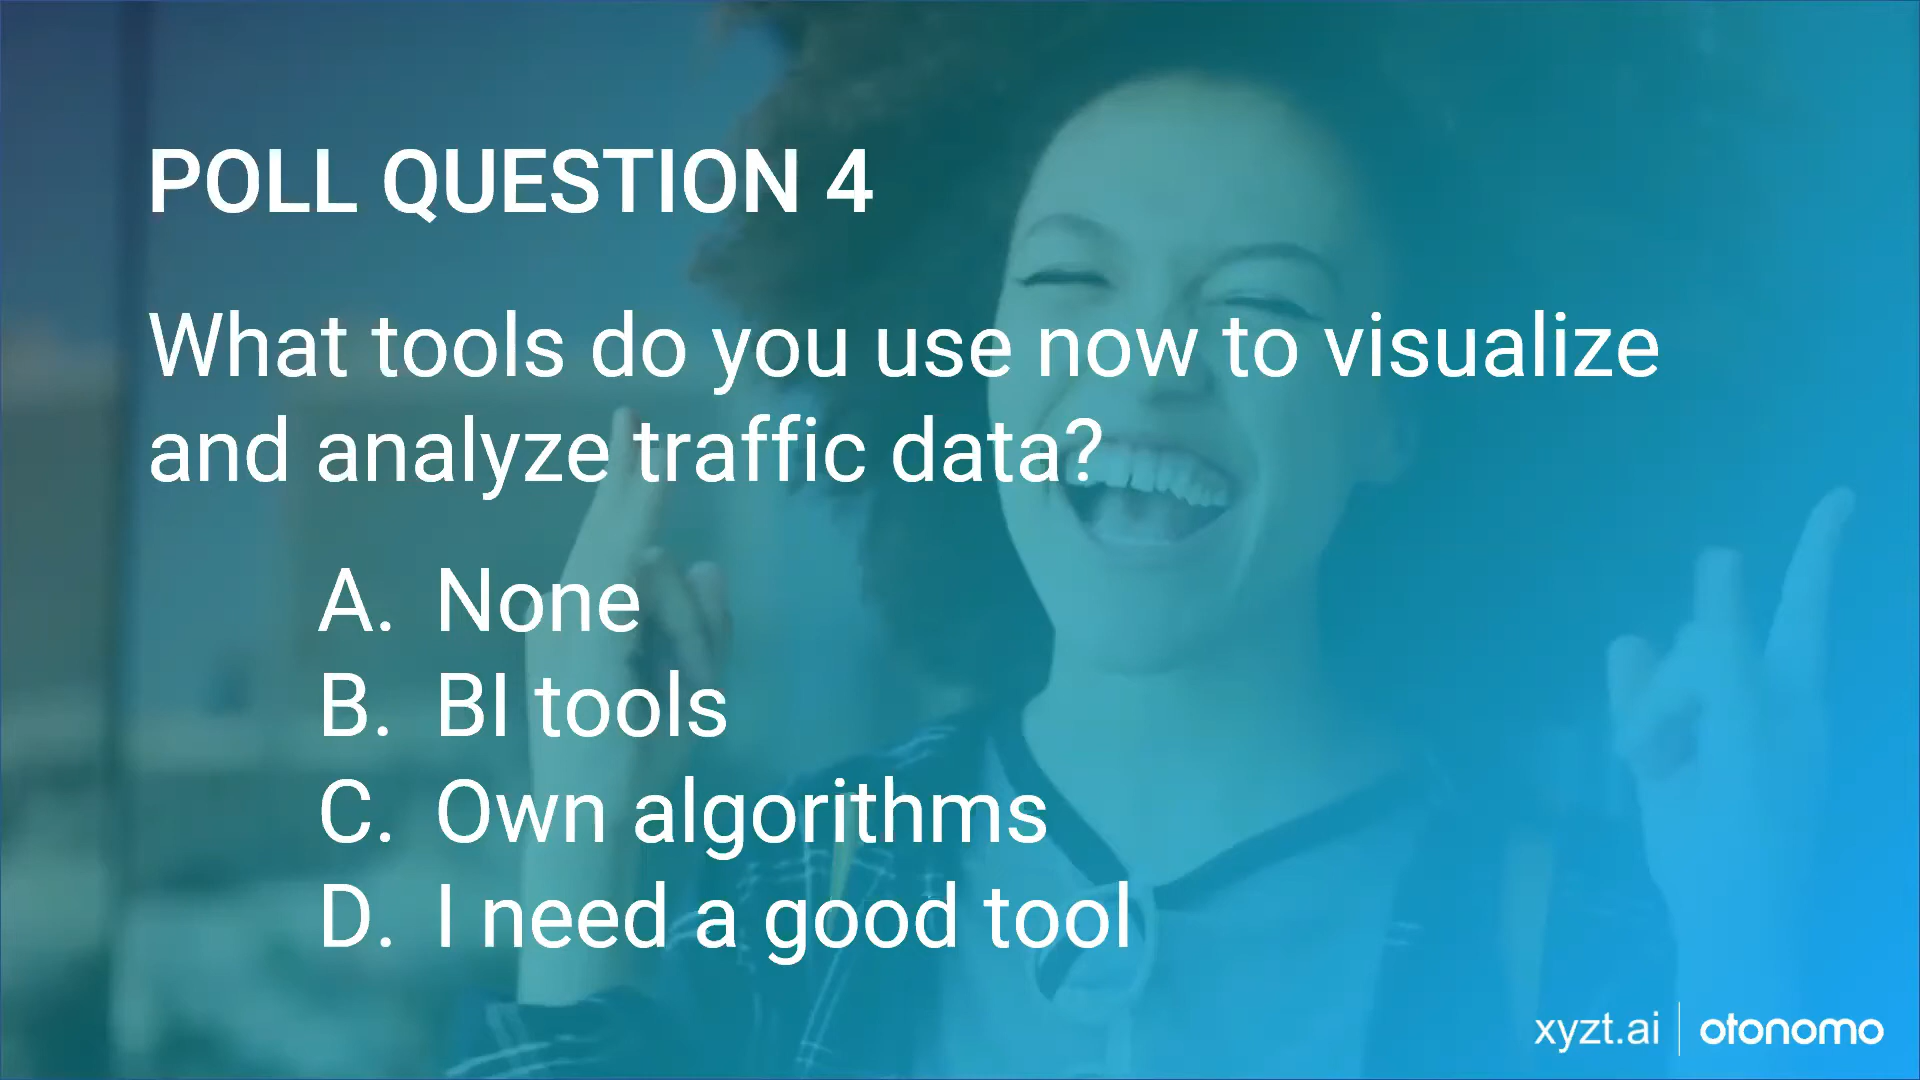 POLL QUESTION 4
What tools do you use now to visualize
and analyze traffic data?
A. None
B. BI tools
C. Own algorithms
D. I need a good tool
xyzt.ai | otonomo